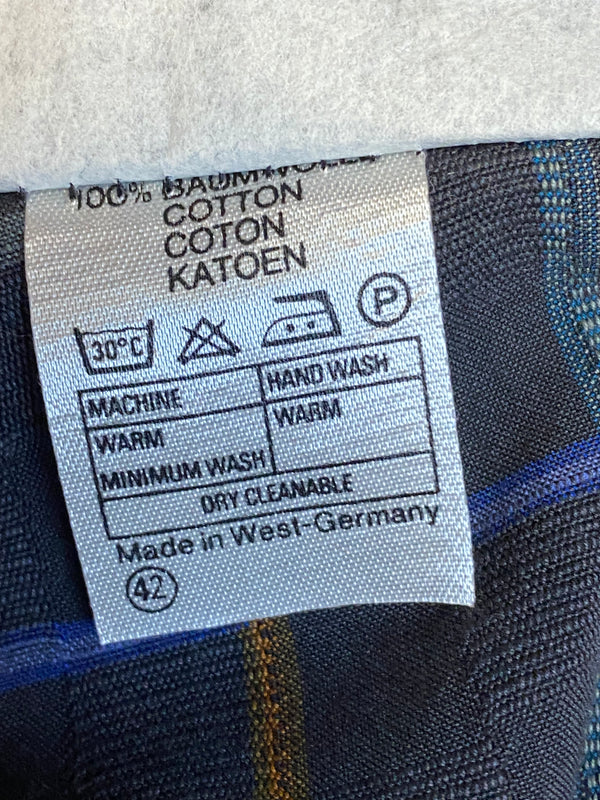 100% BAUMWOLLE
COTTON
COTON
KATOEN
30°C P
MACHINE HAND WASH
WARM WARM
MINIMUM WASH
DRY CLEANABLE
Made in West-Germany
42